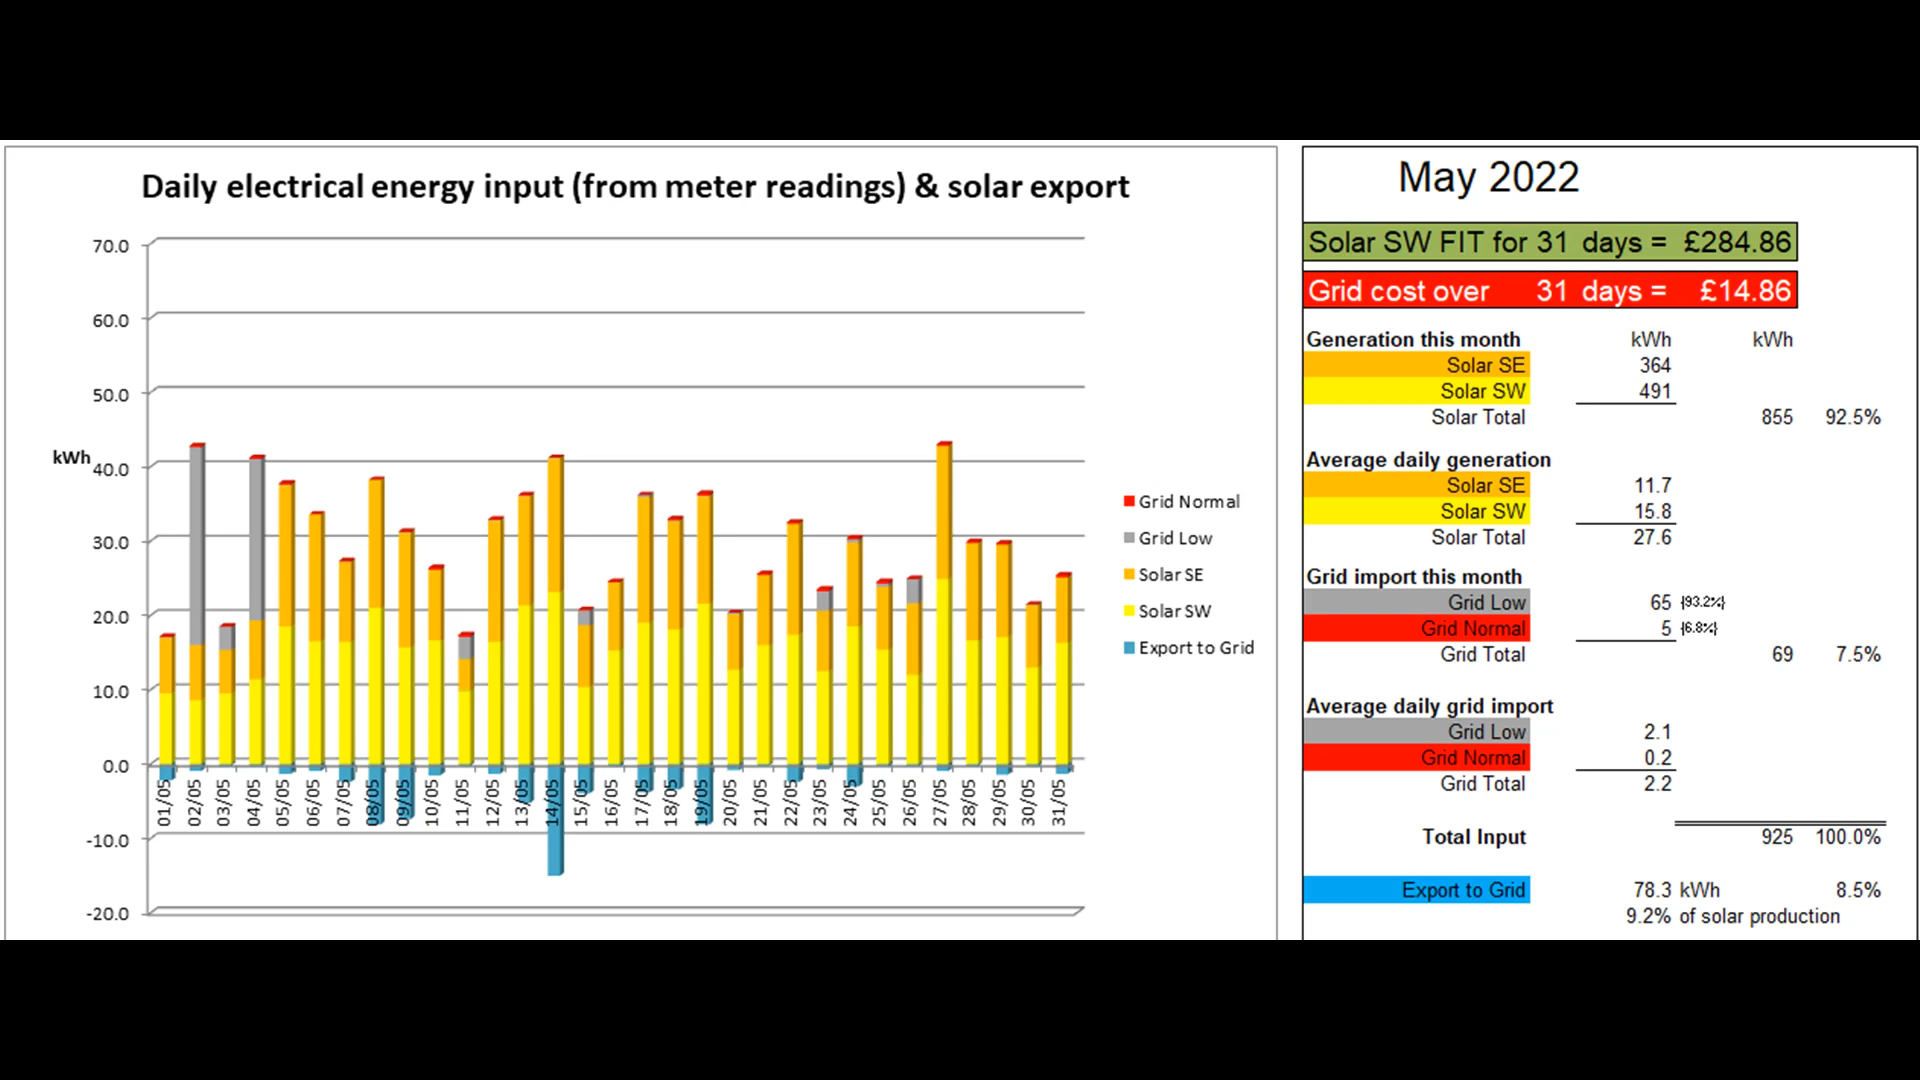 Daily electrical energy input (from meter readings) & solar export
70.0
60.0
50.0
kWh
40.0
30.0
20.0
10.0
0.0
-10.0
-20.0
01/05
02/05
03/05
04/05
05/05
06/05
07/05
08/05
09/05
10/05
11/05
12/05
13/05
14/05
15/05
16/05
17/05
18/05
19/05
20/05
21/05
22/05
23/05
24/05
25/05
26/05
27/05
28/05
29/05
30/05
31/05
Grid Normal
Grid Low
Solar SE
Solar SW
Export to Grid
May 2022
Solar SW FIT for 31 days = £284.86
Grid cost over 31 days = £14.86
Generation this month kWh kWh
Solar SE 364
Solar SW 491
Solar Total 855 92.5%
Average daily generation
Solar SE 11.7
Solar SW 15.8
Solar Total 27.6
Grid import this month
Grid Low 65 {93.2%}
Grid Normal 5 {6.8%}
Grid Total 69 7.5%
Average daily grid import
Grid Low 2.1
Grid Normal 0.2
Grid Total 2.2
Total Input 925 100.0%
Export to Grid 78.3 kWh 8.5%
9.2% of solar production